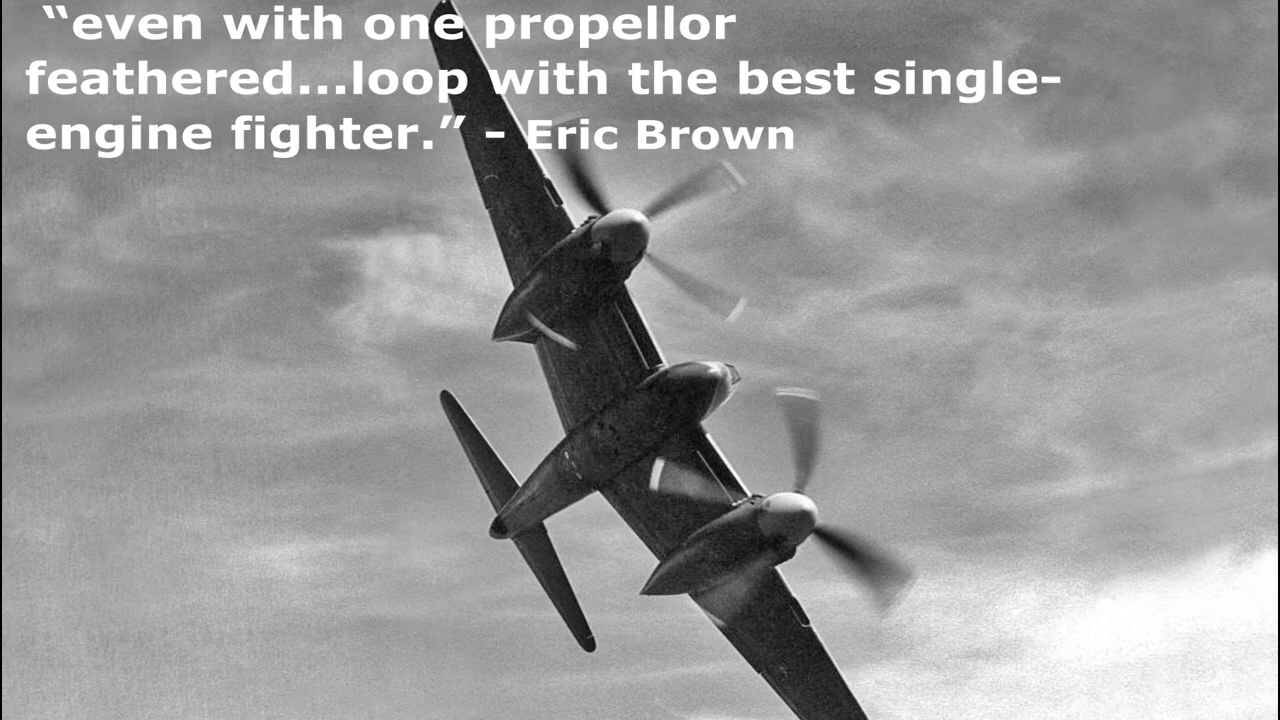 “even with one propellor
feathered...loop with the best single-
engine fighter.” - Eric Brown